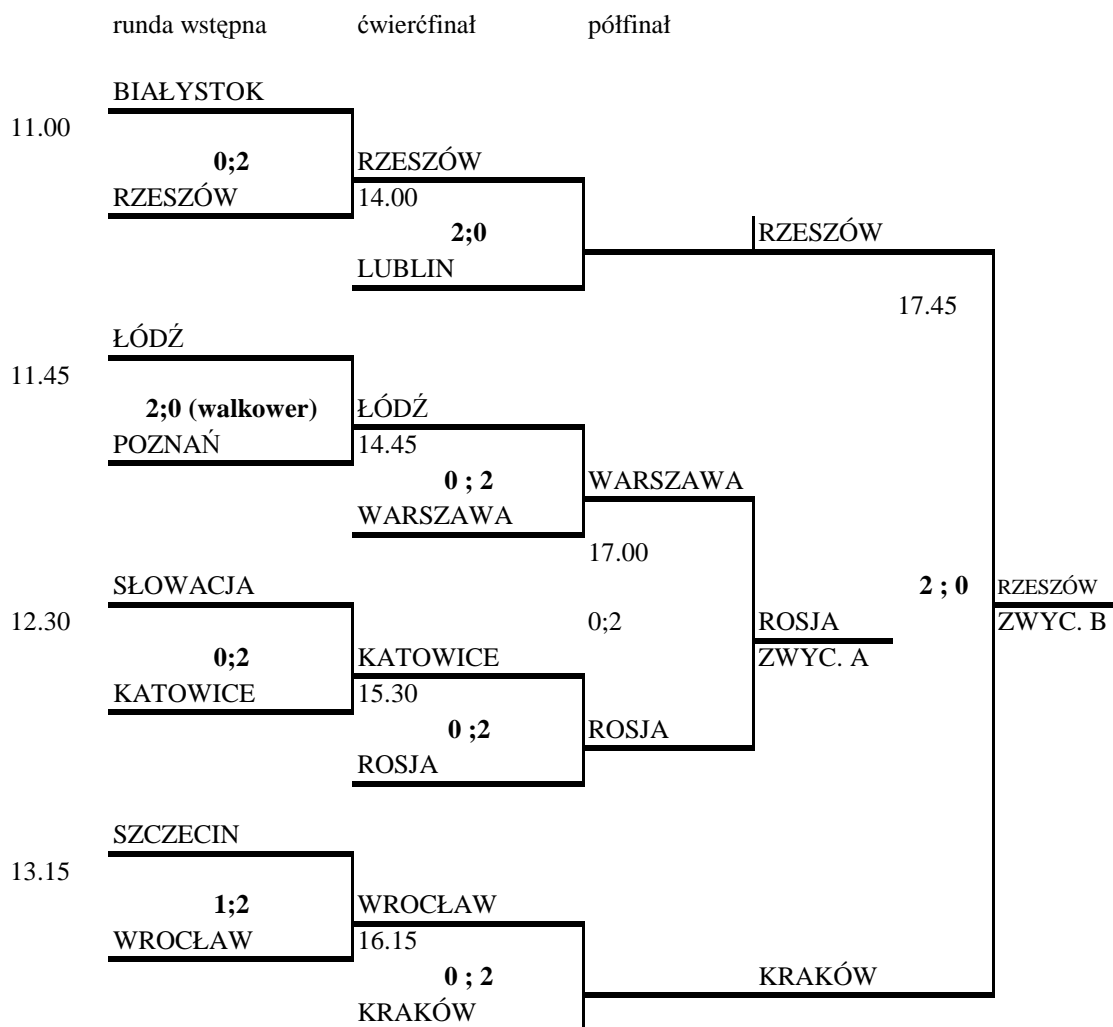 runda wstępna ćwierćfinał półfinał
BIAŁYSTOK
11.00
0;2 RZESZÓW
RZESZÓW 14.00
2;0 RZESZÓW
LUBLIN
17.45
ŁÓDŹ
11.45
2;0 (walkower) ŁÓDŹ
POZNAŃ 14.45
0 ; 2 WARSZAWA
WARSZAWA
17.00
SŁOWACJA 2 ; 0 RZESZÓW
12.30 0;2 ROSJA ZWYC. B
0;2 KATOWICE ZWYC. A
KATOWICE 15.30
0 ;2 ROSJA
ROSJA
SZCZECIN
13.15
1;2 WROCŁAW
WROCŁAW 16.15
0 ; 2 KRAKÓW
KRAKÓW